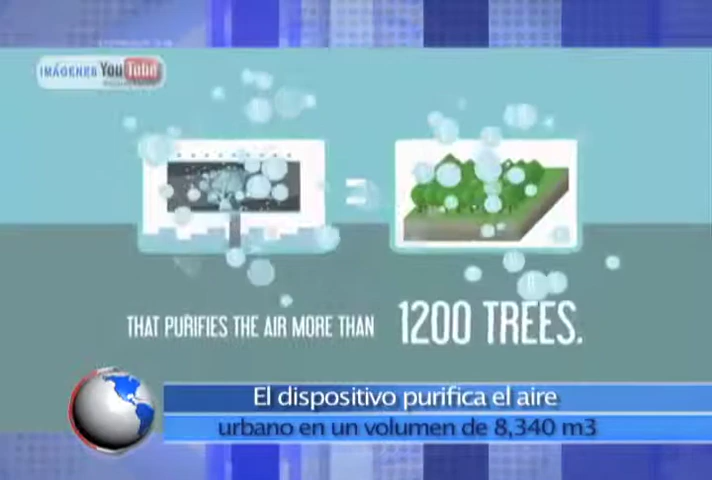 IMÁGENES YouTube
THAT PURIFIES THE AIR MORE THAN 1200 TREES.
El dispositivo purifica el aire
urbano en un volumen de 8,340 m3